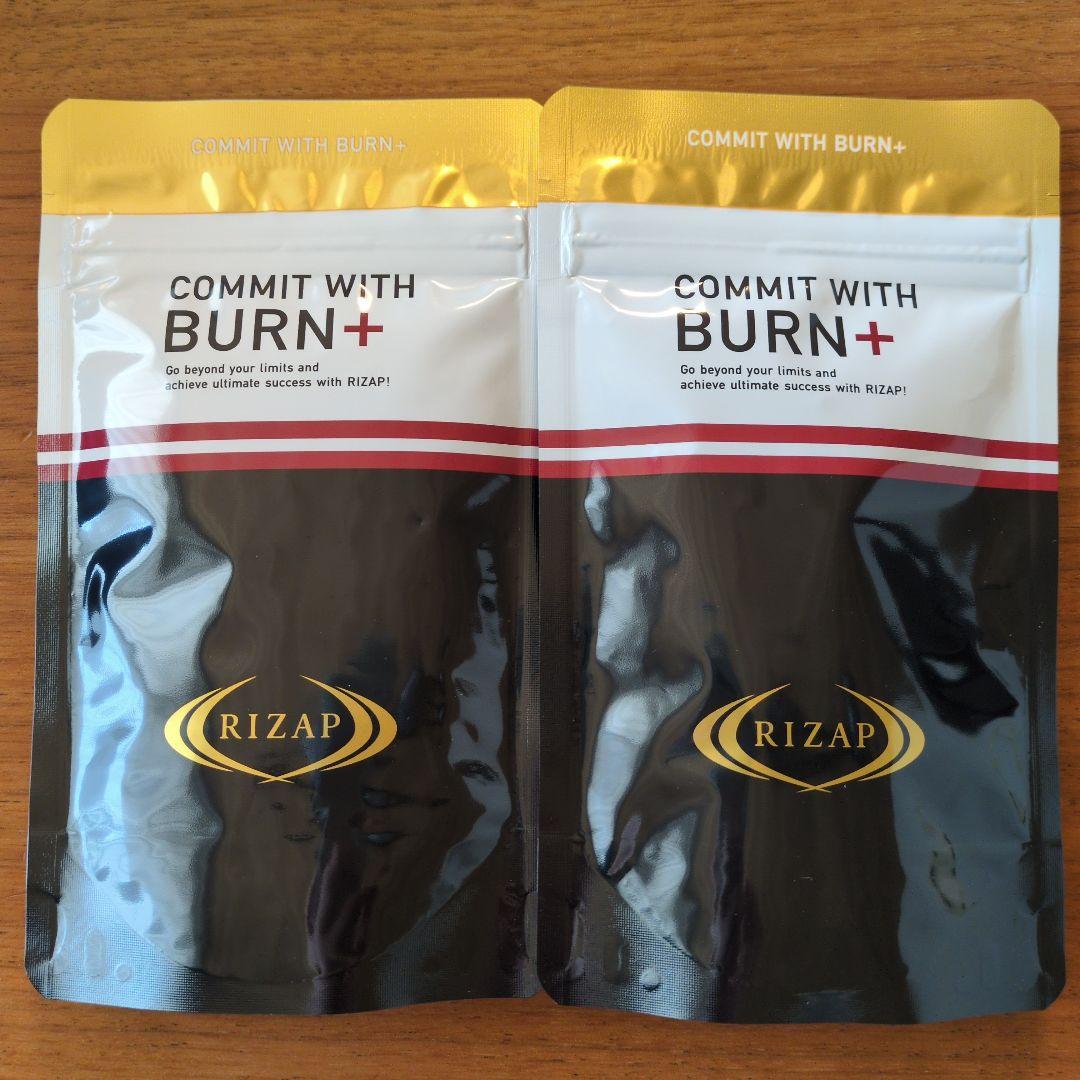 COMMIT WITH BURN+
COMMIT WITH
BURN+
Go beyond your limits and
achieve ultimate success with RIZAP!
RIZAP
COMMIT WITH BURN+
COMMIT WITH
BURN+
Go beyond your limits and
achieve ultimate success with RIZAP!
RIZAP